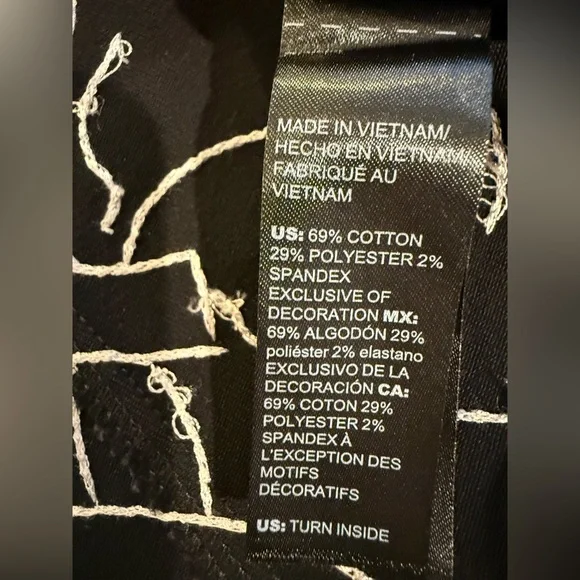 MADE IN VIETNAM/
HECHO EN VIETNAM
FABRIQUÉ AU
VIETNAM
US: 69% COTTON
29% POLYESTER 2%
SPANDEX
EXCLUSIVE OF
DECORATION MX:
69% ALGODÓN 29%
poliéster 2% elastano
EXCLUSIVO DE LA
DECORACIÓN CA:
69% COTON 29%
POLYESTER 2%
SPANDEX À
L'EXCEPTION DES
MOTIFS
DÉCORATIFS
US: TURN INSIDE